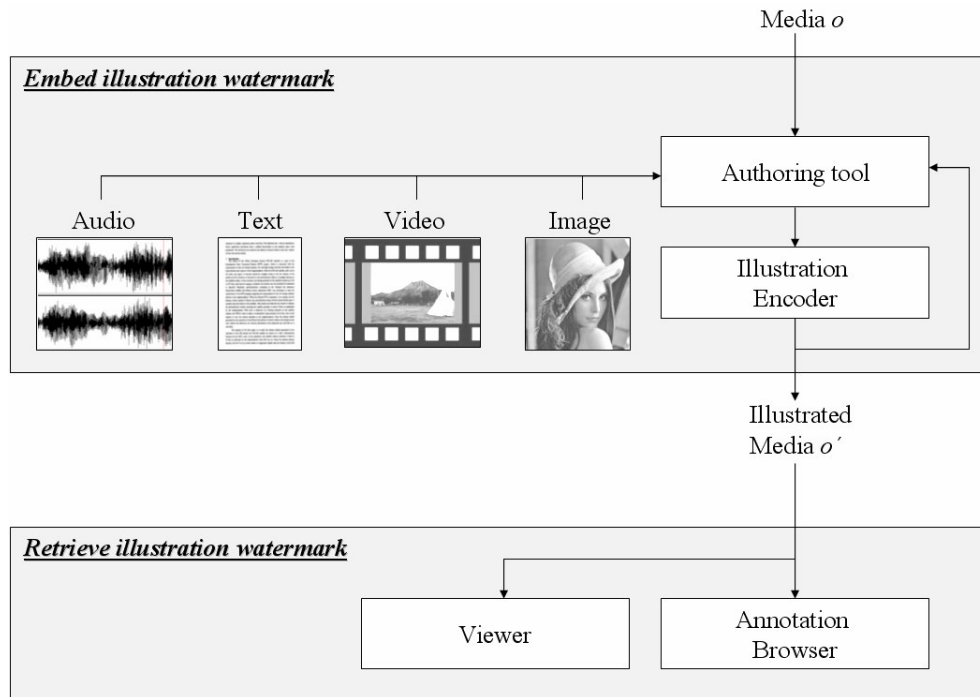 Media o
Embed illustration watermark
Authoring tool
Audio
Text
Video
Image
Illustration
Encoder
Illustrated
Media o´
Retrieve illustration watermark
Viewer
Annotation
Browser